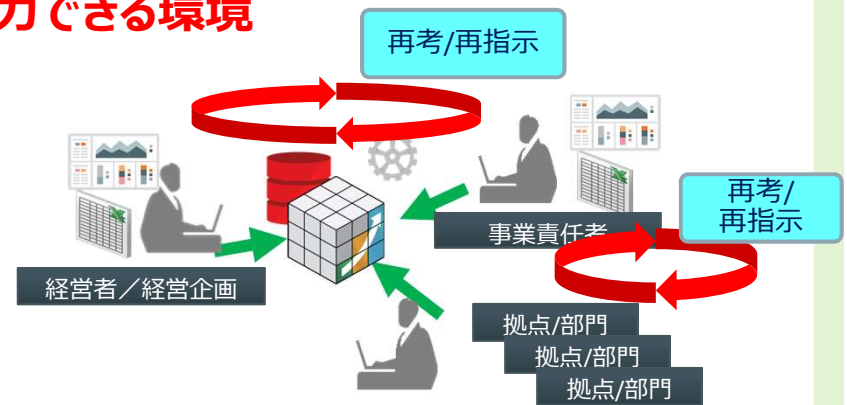 力できる環境
再考/再指示
再考/
再指示
事業責任者
経営者／経営企画
拠点/部門
拠点/部門
拠点/部門